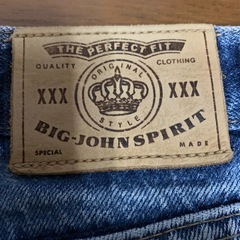 THE PERFECT FIT
QUALITY CLOTHING
ORIGINAL
XXX XXX
STYLE
BIG-JOHN SPIRIT
SPECIAL MADE